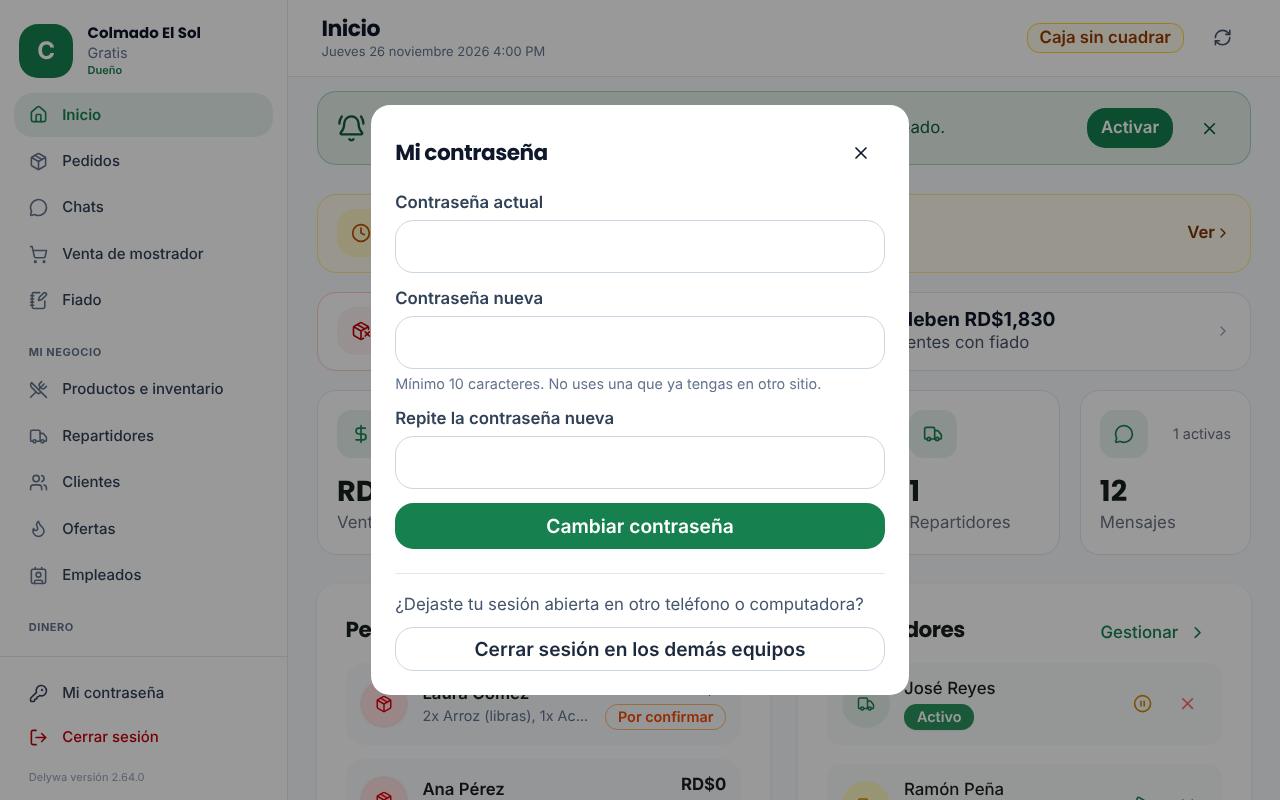 C
Colmado El Sol
Gratis
Dueño
Inicio
Pedidos
Chats
Venta de mostrador
Fiado
MI NEGOCIO
Productos e inventario
Repartidores
Clientes
Ofertas
Empleados
DINERO
Mi contraseña
Cerrar sesión
Delywa versión 2.64.0
Inicio
Jueves 26 noviembre 2026 4:00 PM
Caja sin cuadrar
ado.
Activar
Ver
deben RD$1,830
entes con fiado
RD
Vent
1
Repartidores
1 activas
12
Mensajes
Mi contraseña
Contraseña actual
Contraseña nueva
Mínimo 10 caracteres. No uses una que ya tengas en otro sitio.
Repite la contraseña nueva
Cambiar contraseña
¿Dejaste tu sesión abierta en otro teléfono o computadora?
Cerrar sesión en los demás equipos
Pe
Laura Gómez
2x Arroz (libras), 1x Ac...
Por confirmar
Ana Pérez
RD$0
dores
Gestionar
José Reyes
Activo
Ramón Peña